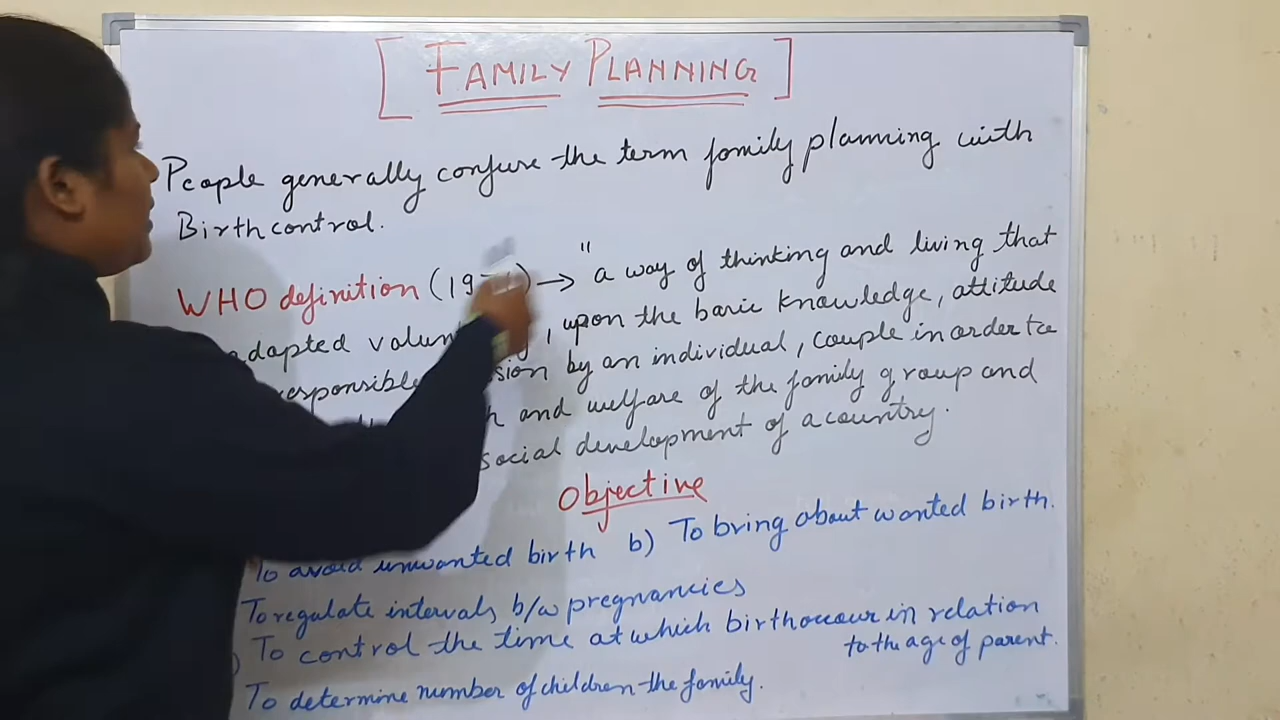 [ FAMILY PLANNING ]
People generally confuse the term family planning with
Birth control.
WHO definition (19 → " a way of thinking and living that
adapted , upon the basic knowledge, attitude
by an individual, couple in order to
and welfare of the family group and
social development of a country.
Objective
To avoid unwanted birth b) To bring about wanted birth.
To regulate intervals b/w pregnancies
To control the time at which birth occur in relation
to the age of parent.
To determine number of children the family.